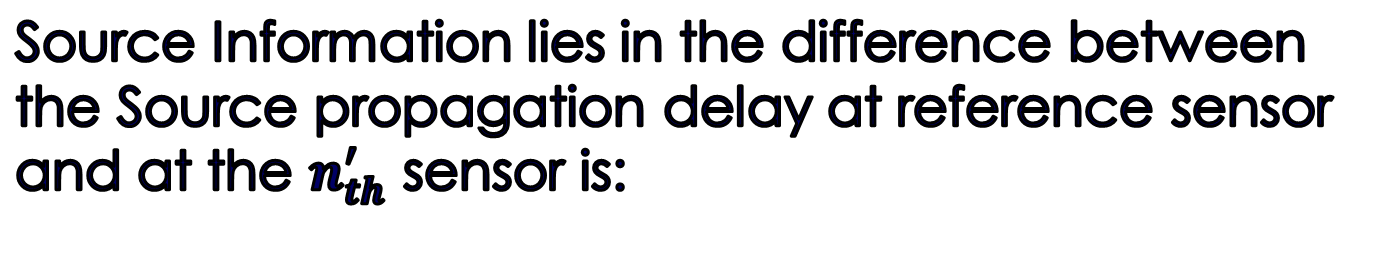 Source Information lies in the difference between
the Source propagation delay at reference sensor
and at the n'th sensor is: